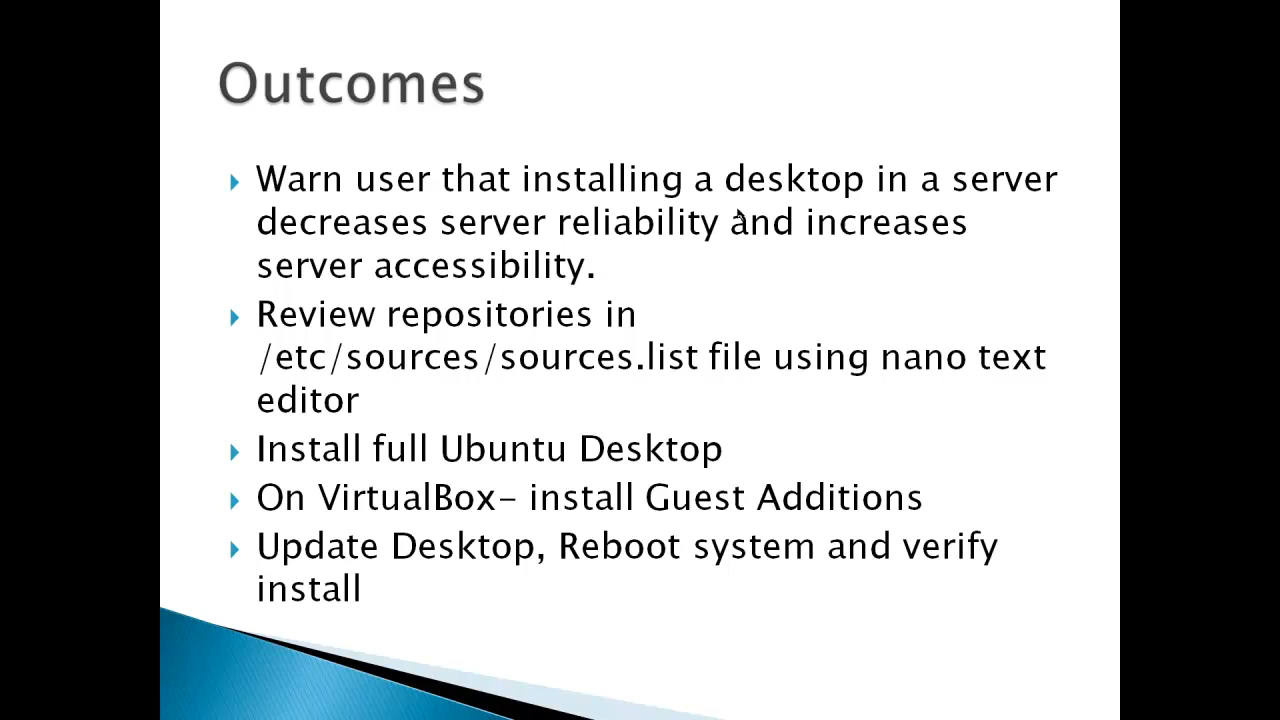 Outcomes
Warn user that installing a desktop in a server
decreases server reliability and increases
server accessibility.
Review repositories in
/etc/sources/sources.list file using nano text
editor
Install full Ubuntu Desktop
On VirtualBox- install Guest Additions
Update Desktop, Reboot system and verify
install